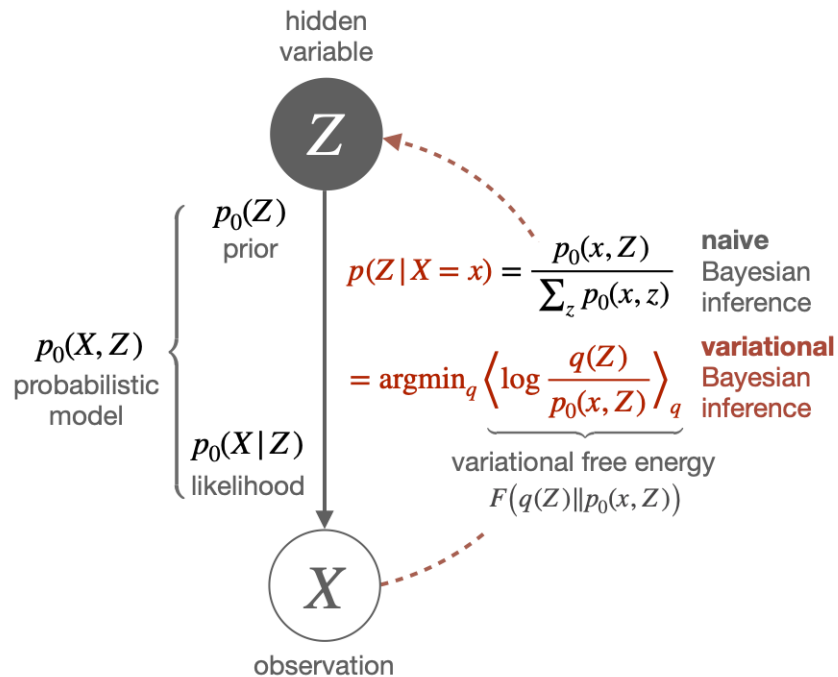 hidden
variable
Z
p₀(Z)
prior
p₀(X, Z)
probabilistic
model
p₀(X|Z)
likelihood
p(Z|X = x) = p₀(x, Z) / ∑_z p₀(x, z)
naive
Bayesian
inference
= argmin_q ⟨log q(Z) / p₀(x, Z)⟩_q
variational
Bayesian
inference
variational free energy
F(q(Z)‖p₀(x, Z))
X
observation